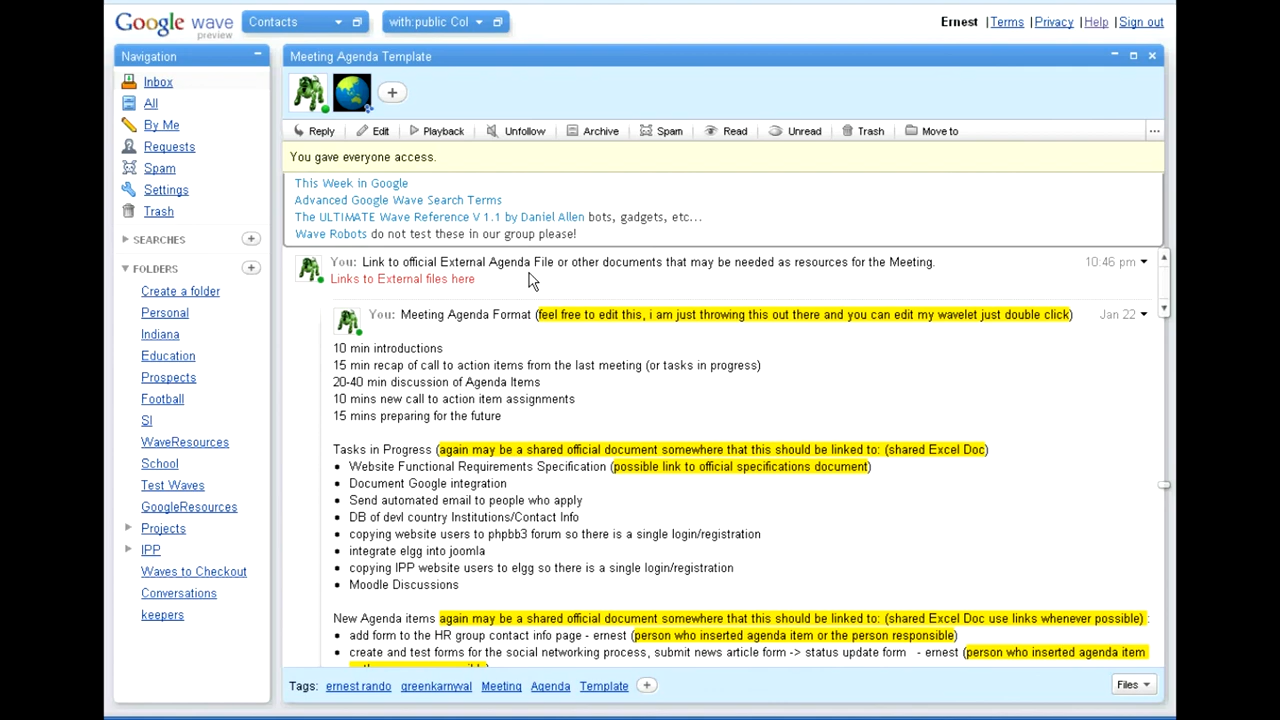 Google wave
preview
Contacts
with:public Col
Ernest | Terms | Privacy | Help | Sign out
Navigation
Inbox
All
By Me
Requests
Spam
Settings
Trash
SEARCHES
FOLDERS
Create a folder
Personal
Indiana
Education
Prospects
Football
SI
WaveResources
School
Test Waves
GoogleResources
Projects
IPP
Waves to Checkout
Conversations
keepers
Meeting Agenda Template
Reply Edit Playback Unfollow Archive Spam Read Unread Trash Move to ...
You gave everyone access.
This Week in Google
Advanced Google Wave Search Terms
The ULTIMATE Wave Reference V 1.1 by Daniel Allen bots, gadgets, etc...
Wave Robots do not test these in our group please!
You: Link to official External Agenda File or other documents that may be needed as resources for the Meeting. 10:46 pm
Links to External files here
You: Meeting Agenda Format (feel free to edit this, i am just throwing this out there and you can edit my wavelet just double click) Jan 22
10 min introductions
15 min recap of call to action items from the last meeting (or tasks in progress)
20-40 min discussion of Agenda Items
10 mins new call to action item assignments
15 mins preparing for the future
Tasks in Progress (again may be a shared official document somewhere that this should be linked to: (shared Excel Doc)
• Website Functional Requirements Specification (possible link to official specifications document)
• Document Google integration
• Send automated email to people who apply
• DB of devl country Institutions/Contact Info
• copying website users to phpbb3 forum so there is a single login/registration
• integrate elgg into joomla
• copying IPP website users to elgg so there is a single login/registration
• Moodle Discussions
New Agenda items again may be a shared official document somewhere that this should be linked to: (shared Excel Doc use links whenever possible) :
• add form to the HR group contact info page - ernest (person who inserted agenda item or the person responsible)
• create and test forms for the social networking process, submit news article form -> status update form - ernest (person who inserted agenda item
Tags: ernest rando greenkarnyval Meeting Agenda Template
Files